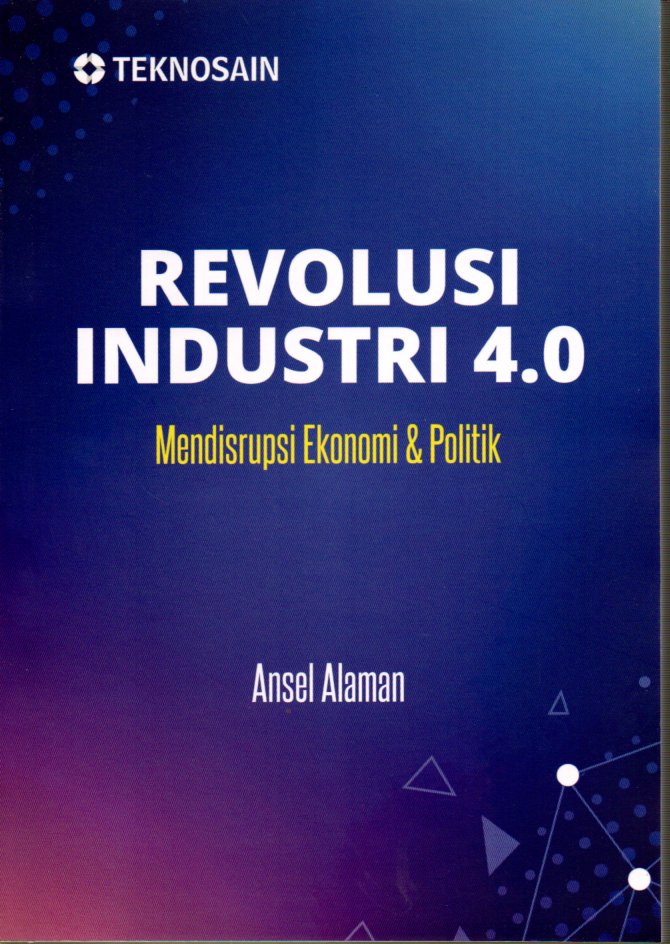 TEKNOSAIN
REVOLUSI
INDUSTRI 4.0
Mendisrupsi Ekonomi & Politik
Ansel Alaman